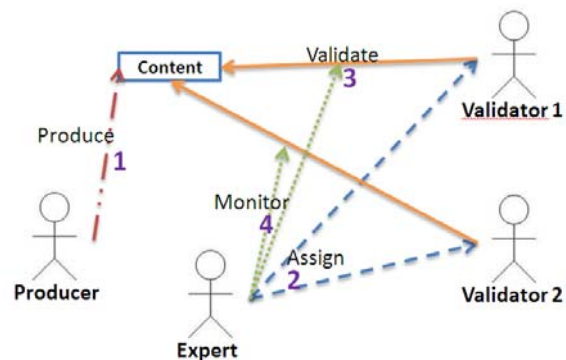 Validate
Content
3
Validator 1
Produce
1
Monitor
4
Assign
2
Producer
Validator 2
Expert